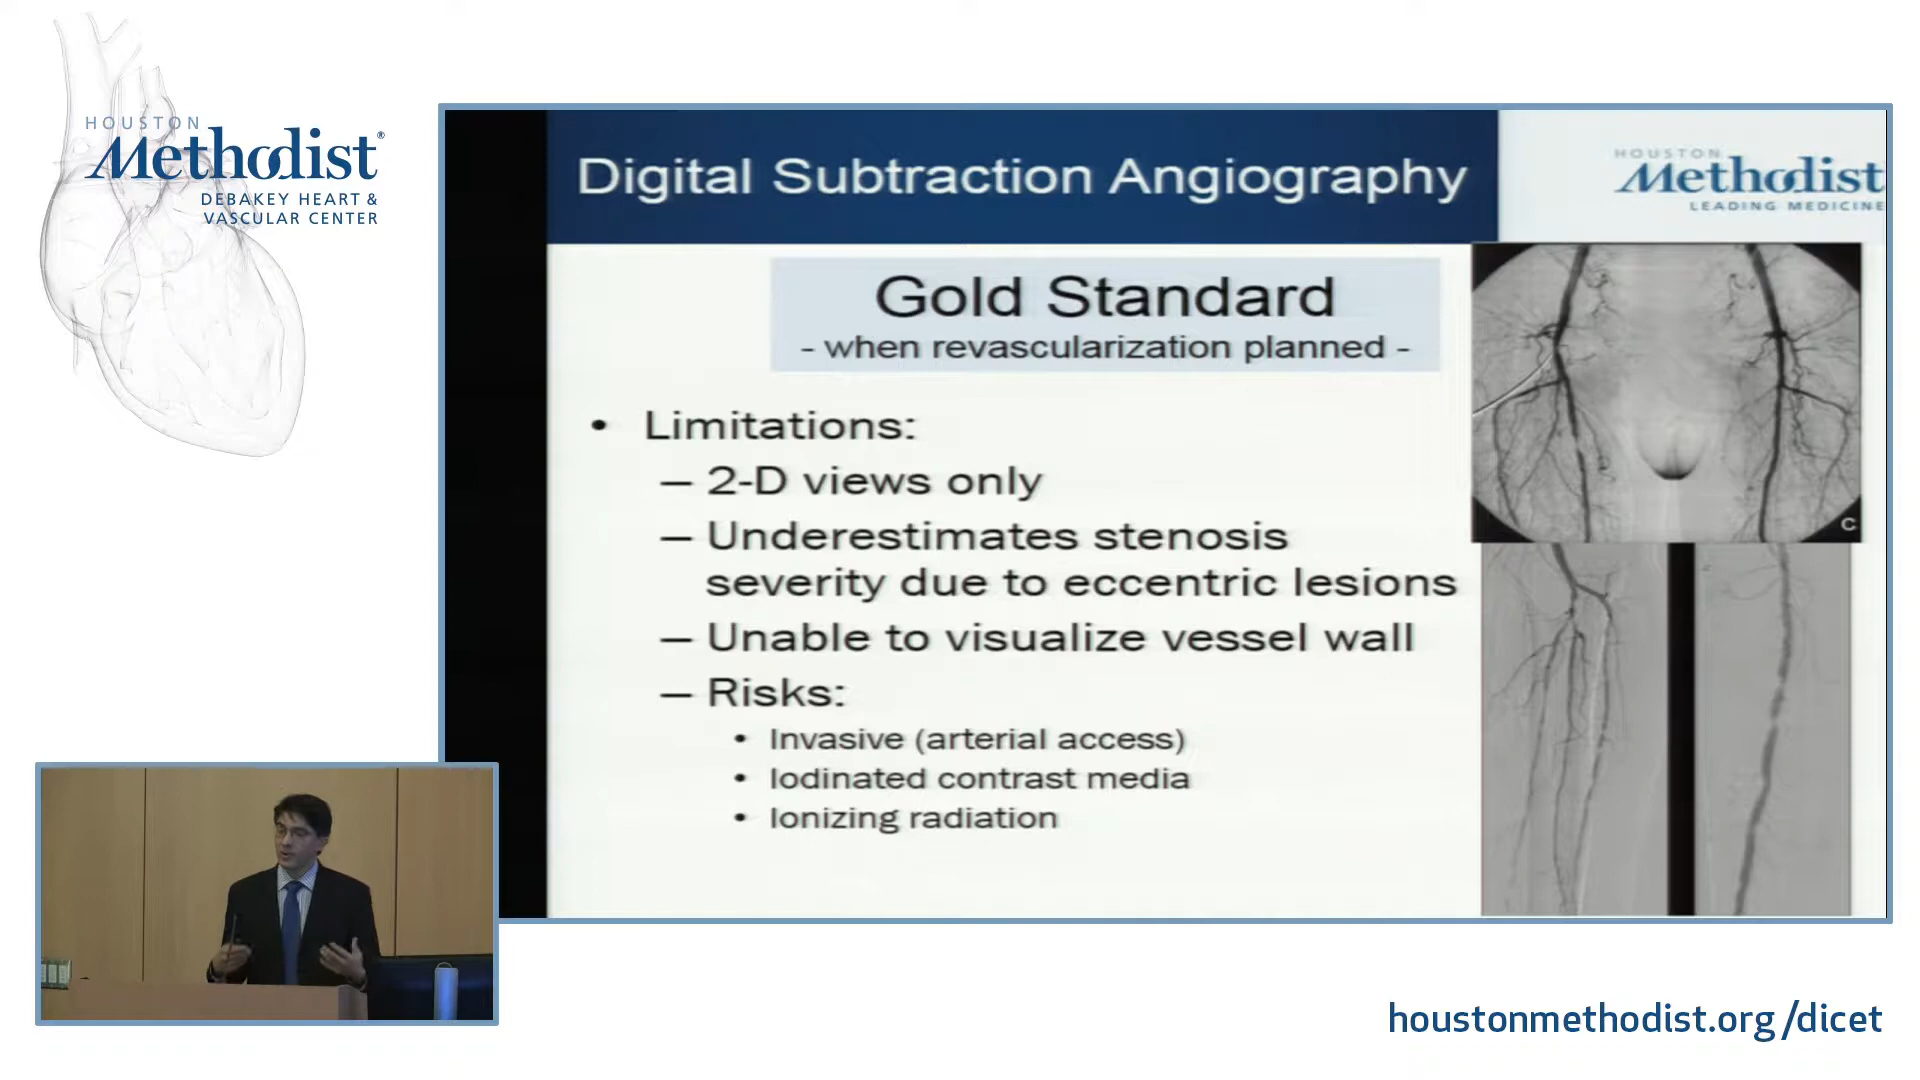 HOUSTON
Methodist®
DEBAKEY HEART &
VASCULAR CENTER
Digital Subtraction Angiography
HOUSTON
Methodist
LEADING MEDICINE
Gold Standard
- when revascularization planned -
• Limitations:
– 2-D views only
– Underestimates stenosis
severity due to eccentric lesions
– Unable to visualize vessel wall
– Risks:
• Invasive (arterial access)
• Iodinated contrast media
• Ionizing radiation
C
houstonmethodist.org/dicet